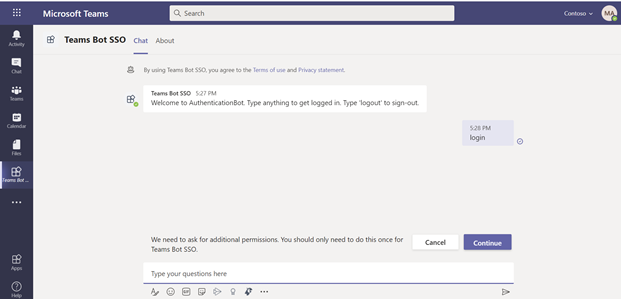 Microsoft Teams
Search
Contoso
MA
Activity
Chat
Teams
Calendar
Files
Teams Bot ...
Apps
Help
Teams Bot SSO
Chat
About
By using Teams Bot SSO, you agree to the Terms of use and Privacy statement.
Teams Bot SSO 5:27 PM
Welcome to AuthenticationBot. Type anything to get logged in. Type 'logout' to sign-out.
5:28 PM
login
We need to ask for additional permissions. You should only need to do this once for
Teams Bot SSO.
Cancel
Continue
Type your questions here
GIF